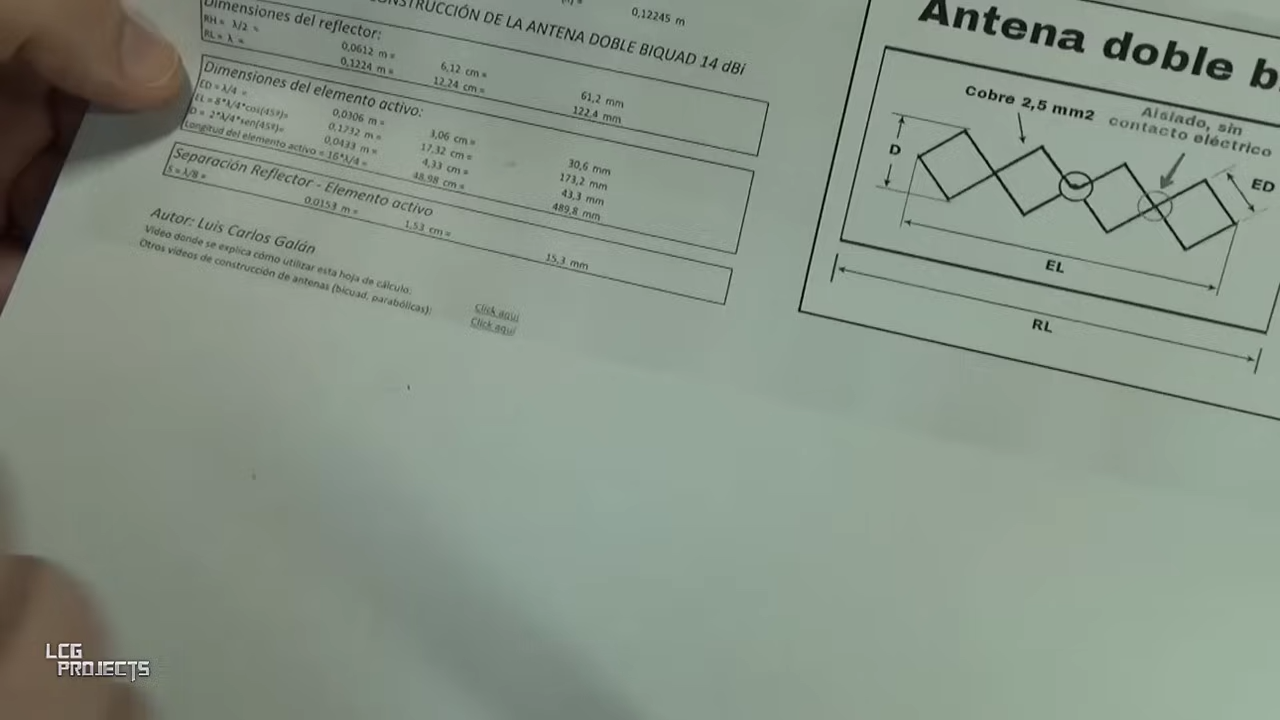 0,12245 m
CONSTRUCCIÓN DE LA ANTENA DOBLE BIQUAD 14 dBi
Dimensiones del reflector:
RH = λ/2 = 0,0612 m = 6,12 cm = 61,2 mm
RL = λ = 0,1224 m = 12,24 cm = 122,4 mm
Dimensiones del elemento activo:
ED = λ/4 = 0,0306 m = 3,06 cm = 30,6 mm
EL = 8*λ/4*cos(45º)= 0,1732 m = 17,32 cm = 173,2 mm
D = 2*λ/4*sen(45º)= 0,0433 m = 4,33 cm = 43,3 mm
Longitud del elemento activo = 16*λ/4 = 48,98 cm = 489,8 mm
Separación Reflector - Elemento activo
S = λ/8 = 0,0153 m = 1,53 cm = 15,3 mm
Autor: Luis Carlos Galán
Vídeo donde se explica cómo utilizar esta hoja de cálculo: Click aquí
Otros vídeos de construcción de antenas (bicuad, parabólicas): Click aquí
Antena doble b
Cobre 2,5 mm2
Aislado, sin
contacto eléctrico
D
ED
EL
RL
LCG
PROJECTS